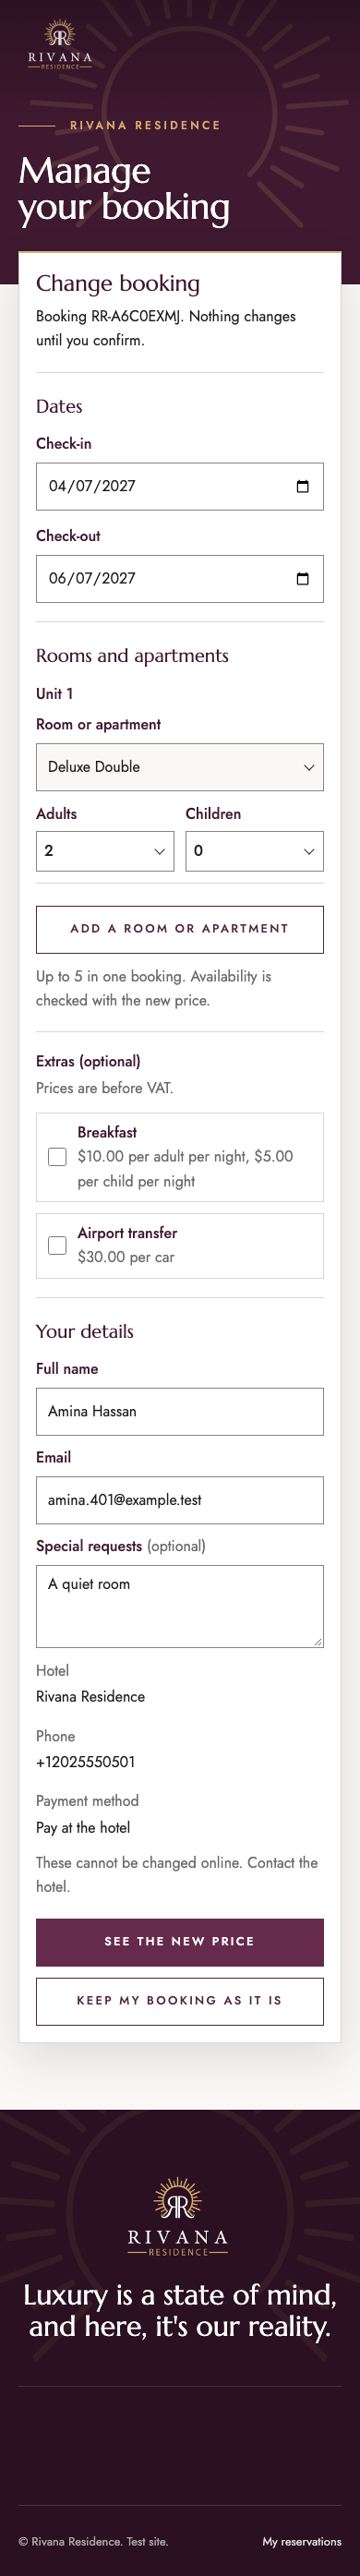 RIVANA
RESIDENCE
RIVANA RESIDENCE
Manage
your booking
Change booking
Booking RR-A6C0EXMJ. Nothing changes
until you confirm.
Dates
Check-in
04/07/2027
Check-out
06/07/2027
Rooms and apartments
Unit 1
Room or apartment
Deluxe Double
Adults Children
2 0
ADD A ROOM OR APARTMENT
Up to 5 in one booking. Availability is
checked with the new price.
Extras (optional)
Prices are before VAT.
Breakfast
$10.00 per adult per night, $5.00
per child per night
Airport transfer
$30.00 per car
Your details
Full name
Amina Hassan
Email
amina.401@example.test
Special requests (optional)
A quiet room
Hotel
Rivana Residence
Phone
+12025550501
Payment method
Pay at the hotel
These cannot be changed online. Contact the
hotel.
SEE THE NEW PRICE
KEEP MY BOOKING AS IT IS
RIVANA
RESIDENCE
Luxury is a state of mind,
and here, it's our reality.
© Rivana Residence. Test site. My reservations